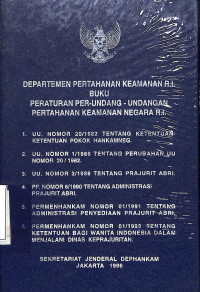 DEPARTEMEN PERTAHANAN KEAMANAN R.I.
BUKU
PERATURAN PER-UNDANG - UNDANGAN
PERTAHANAN KEAMANAN NEGARA R.I.
1. UU. NOMOR 20/1982 TENTANG KETENTUAN-
KETENTUAN POKOK HANKAMNEG.
2. UU. NOMOR 1/1988 TENTANG PERUBAHAN UU
NOMOR 20 / 1982.
3. UU. NOMOR 2/1988 TENTANG PRAJURIT ABRI.
4. PP. NOMOR 6/1990 TENTANG ADMINISTRASI
PRAJURIT ABRI.
5. PERMENHANKAM NOMOR 01/1991 TENTANG
ADMINISTRASI PENYEDIAAN PRAJURIT ABRI.
6. PERMENHANKAM NOMOR 01/1993 TENTANG
KETENTUAN BAGI WANITA INDONESIA DALAM
MENJALANI DINAS KEPRAJURITAN.
SEKRETARIAT JENDERAL DEPHANKAM
JAKARTA 1996